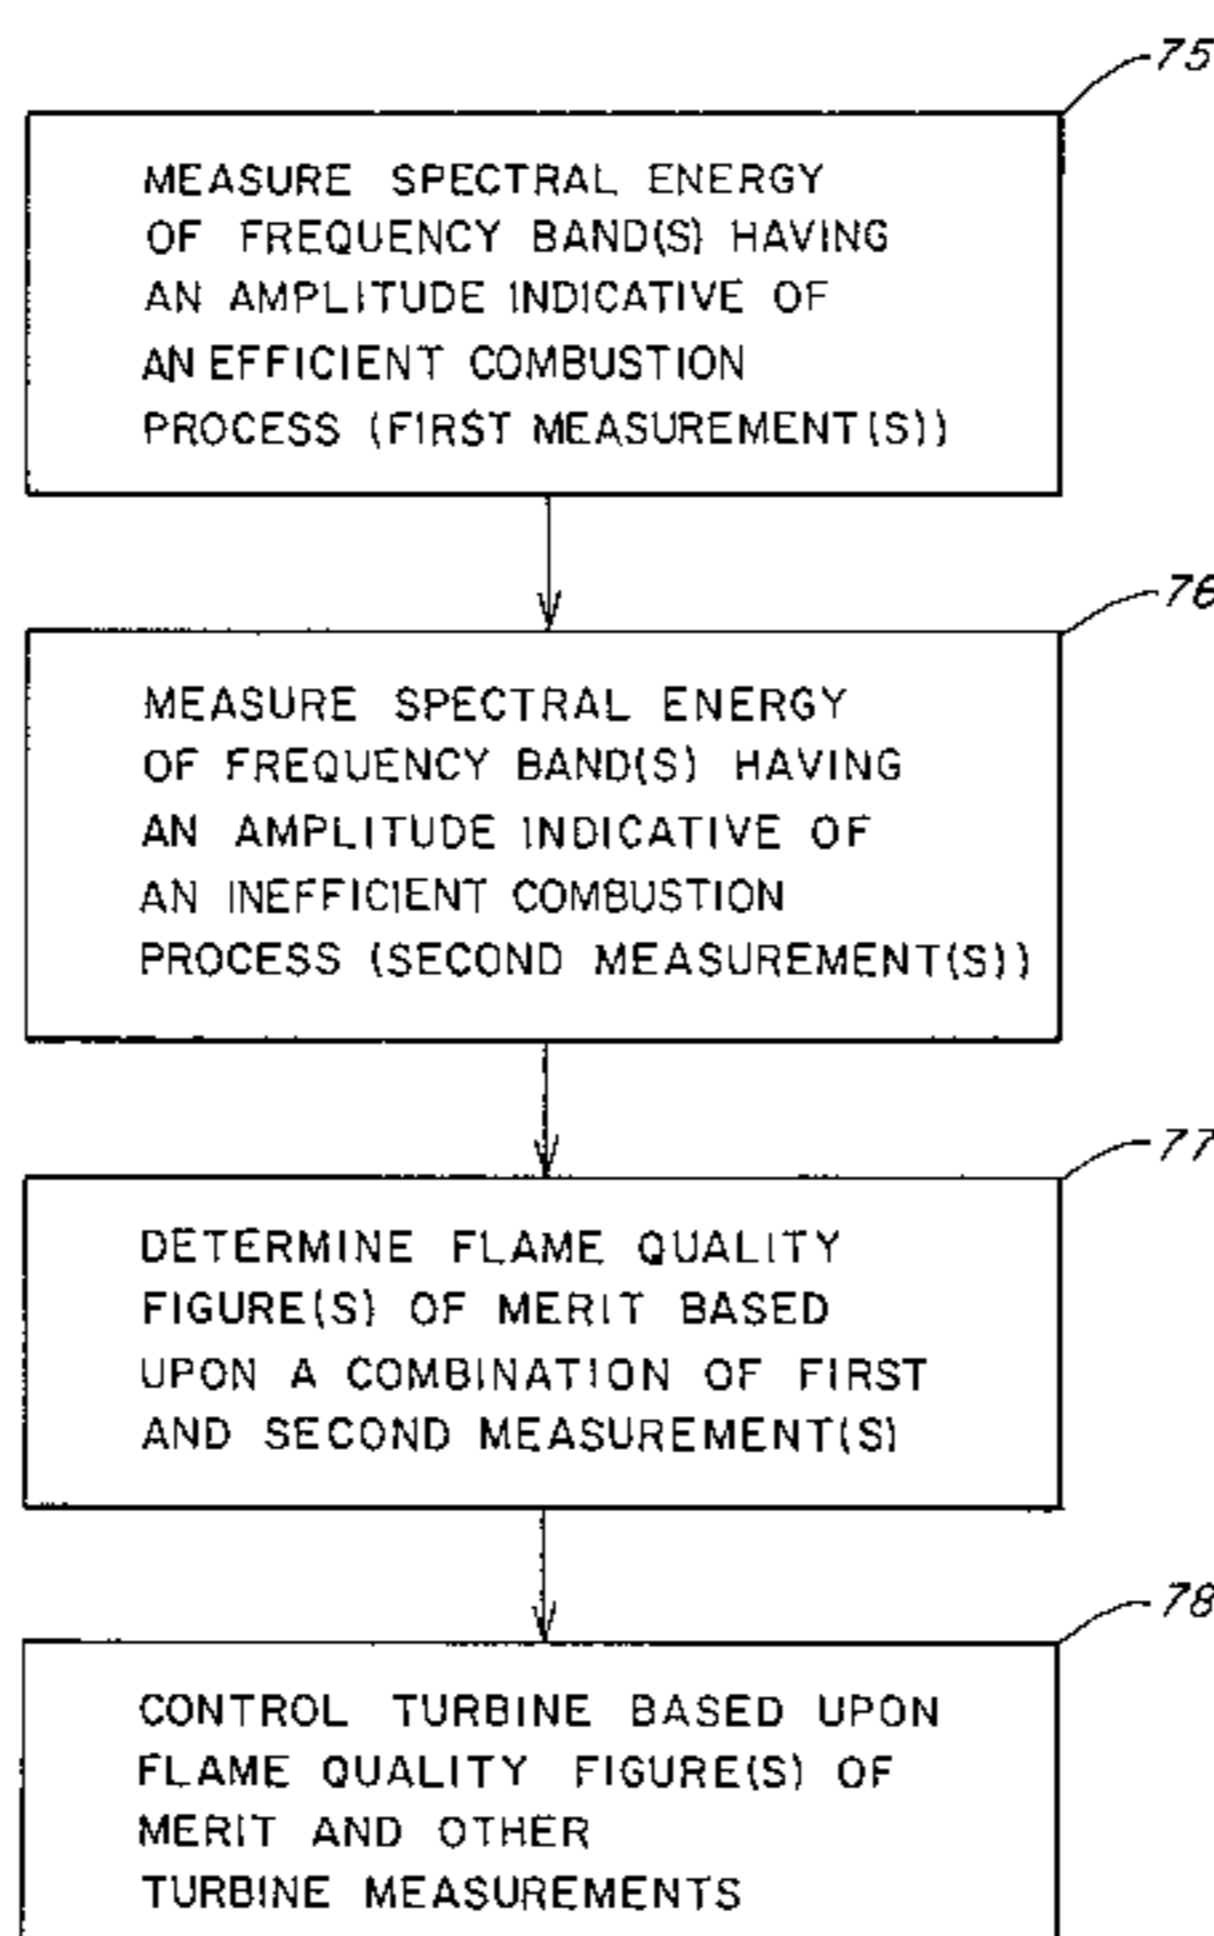 75
MEASURE SPECTRAL ENERGY
OF FREQUENCY BAND(S) HAVING
AN AMPLITUDE INDICATIVE OF
AN EFFICIENT COMBUSTION
PROCESS (FIRST MEASUREMENT(S))
76
MEASURE SPECTRAL ENERGY
OF FREQUENCY BAND(S) HAVING
AN AMPLITUDE INDICATIVE OF
AN INEFFICIENT COMBUSTION
PROCESS (SECOND MEASUREMENT(S))
77
DETERMINE FLAME QUALITY
FIGURE(S) OF MERIT BASED
UPON A COMBINATION OF FIRST
AND SECOND MEASUREMENT(S)
78
CONTROL TURBINE BASED UPON
FLAME QUALITY FIGURE(S) OF
MERIT AND OTHER
TURBINE MEASUREMENTS